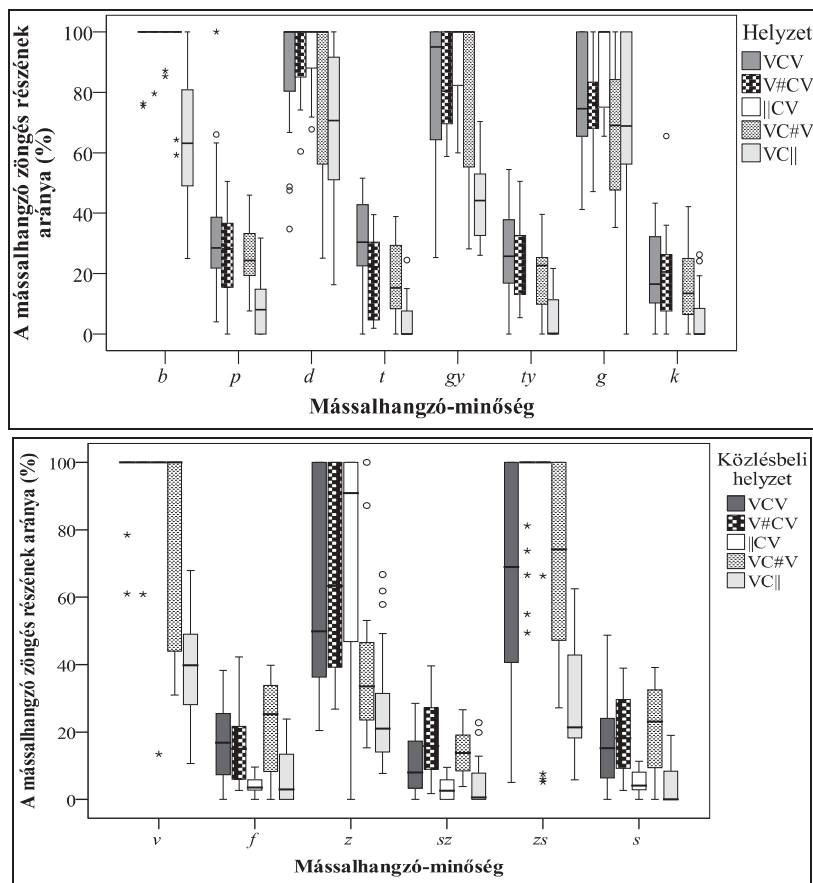 A mássalhangzó zöngés részének
aránya (%)
100
80
60
40
20
0
b p d t gy ty g k
Mássalhangzó-minőség
Helyzet
VCV
V#CV
||CV
VC#V
VC||
A mássalhangzó zöngés részének aránya (%)
100
80
60
40
20
0
v f z sz zs s
Mássalhangzó-minőség
Közlésbeli
helyzet
VCV
V#CV
||CV
VC#V
VC||